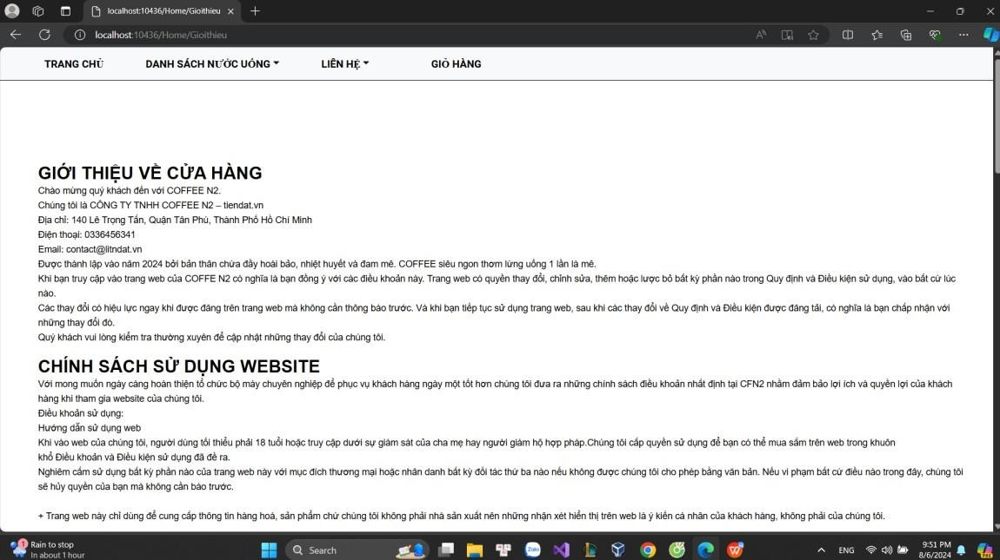 localhost:10436/Home/Gioithieu
localhost:10436/Home/Gioithieu
TRANG CHỦ
DANH SÁCH NƯỚC UỐNG
LIÊN HỆ
GIỎ HÀNG
GIỚI THIỆU VỀ CỬA HÀNG
Chào mừng quý khách đến với COFFEE N2.
Chúng tôi là CÔNG TY TNHH COFFEE N2 – tiendat.vn
Địa chỉ: 140 Lê Trọng Tấn, Quận Tân Phú, Thành Phố Hồ Chí Minh
Điện thoại: 0336456341
Email: contact@litndat.vn
Được thành lập vào năm 2024 bởi bản thân chứa đầy hoài bảo, nhiệt huyết và đam mê. COFFEE siêu ngon thơm lừng uống 1 lần là mê.
Khi bạn truy cập vào trang web của COFFE N2 có nghĩa là bạn đồng ý với các điều khoản này. Trang web có quyền thay đổi, chỉnh sửa, thêm hoặc lược bỏ bất kỳ phần nào trong Quy định và Điều kiện sử dụng, vào bất cứ lúc
nào.
Các thay đổi có hiệu lực ngay khi được đăng trên trang web mà không cần thông báo trước. Và khi bạn tiếp tục sử dụng trang web, sau khi các thay đổi về Quy định và Điều kiện được đăng tải, có nghĩa là bạn chấp nhận với
những thay đổi đó.
Quý khách vui lòng kiểm tra thường xuyên để cập nhật những thay đổi của chúng tôi.
CHÍNH SÁCH SỬ DỤNG WEBSITE
Với mong muốn ngày càng hoàn thiện tổ chức bộ máy chuyên nghiệp để phục vụ khách hàng ngày một tốt hơn chúng tôi đưa ra những chính sách điều khoản nhất định tại CFN2 nhằm đảm bảo lợi ích và quyền lợi của khách
hàng khi tham gia website của chúng tôi.
Điều khoản sử dụng:
Hướng dẫn sử dụng web
Khi vào web của chúng tôi, người dùng tối thiểu phải 18 tuổi hoặc truy cập dưới sự giám sát của cha mẹ hay người giám hộ hợp pháp.Chúng tôi cấp quyền sử dụng để bạn có thể mua sắm trên web trong khuôn
khổ Điều khoản và Điều kiện sử dụng đã đề ra.
Nghiêm cấm sử dụng bất kỳ phần nào của trang web này với mục đích thương mại hoặc nhân danh bất kỳ đối tác thứ ba nào nếu không được chúng tôi cho phép bằng văn bản. Nếu vi phạm bất cứ điều nào trong đây, chúng tôi
sẽ hủy quyền của bạn mà không cần báo trước.
+ Trang web này chỉ dùng để cung cấp thông tin hàng hoá, sản phẩm chứ chúng tôi không phải nhà sản xuất nên những nhận xét hiển thị trên web là ý kiến cá nhân của khách hàng, không phải của chúng tôi.
1
Rain to stop
In about 1 hour
Search
Zalo
ENG
9:51 PM
8/6/2024
PRE